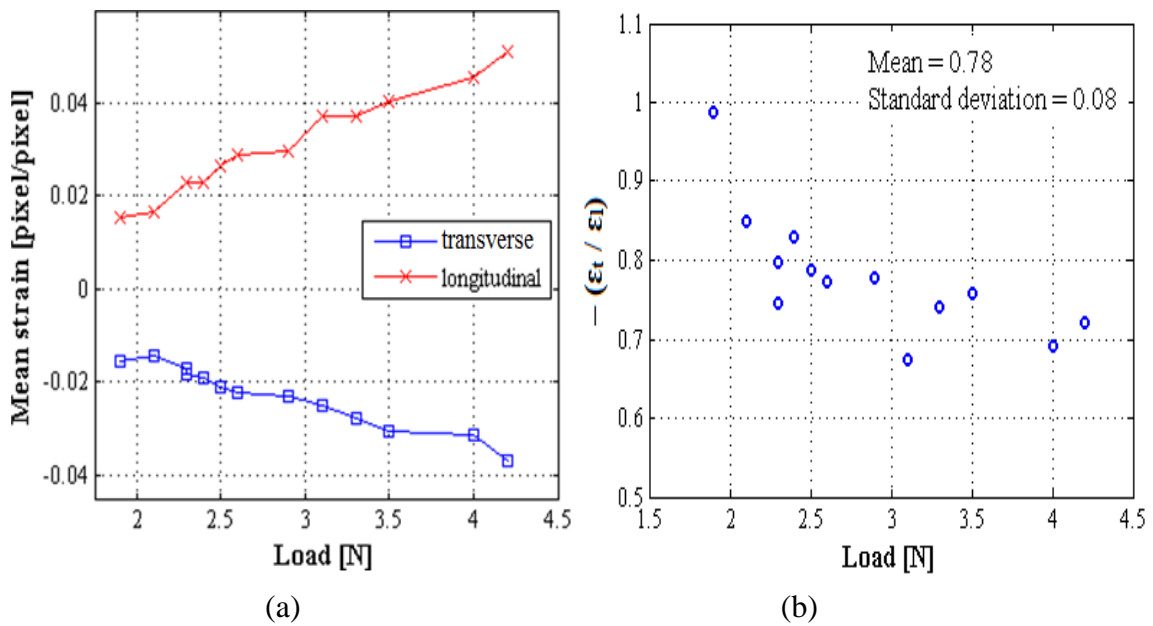 Mean strain [pixel/pixel]
0.04
0.02
0
-0.02
-0.04
2 2.5 3 3.5 4 4.5
Load [N]
transverse
longitudinal
(a)
− (εt / εl)
1.1
1
0.9
0.8
0.7
0.6
0.5
1.5 2 2.5 3 3.5 4 4.5
Load [N]
Mean = 0.78
Standard deviation = 0.08
(b)